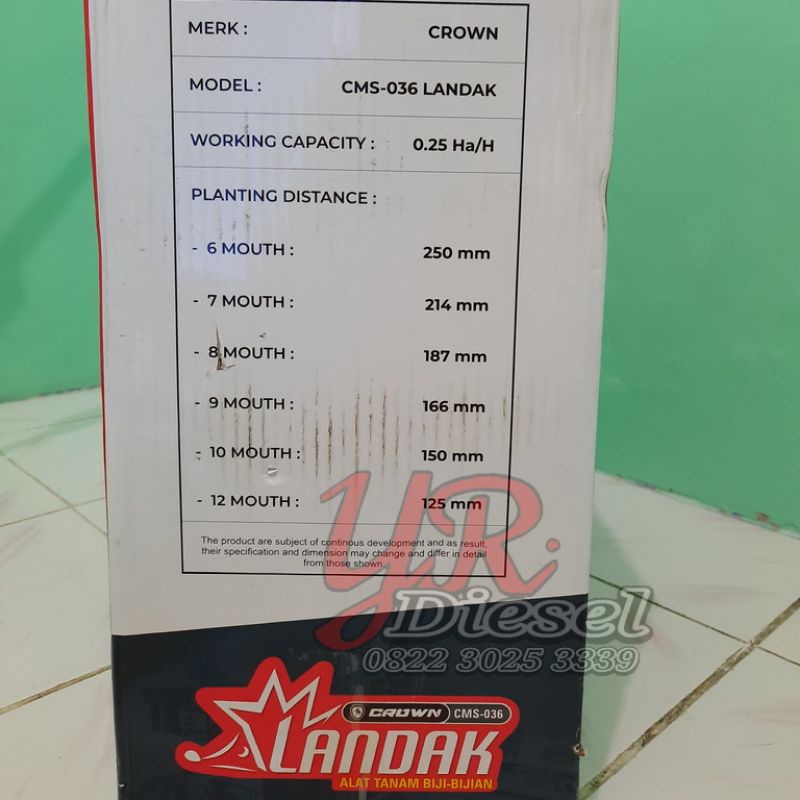 MERK : CROWN
MODEL : CMS-036 LANDAK
WORKING CAPACITY : 0.25 Ha/H
PLANTING DISTANCE :
- 6 MOUTH : 250 mm
- 7 MOUTH : 214 mm
- 8 MOUTH : 187 mm
- 9 MOUTH : 166 mm
- 10 MOUTH : 150 mm
- 12 MOUTH : 125 mm
The product are subject of continous development and as result,
their specification and dimension may change and differ in detail
from those shown
YR.
Diesel
0822 3025 3339
CROWN CMS-036
LANDAK
ALAT TANAM BIJI-BIJIAN